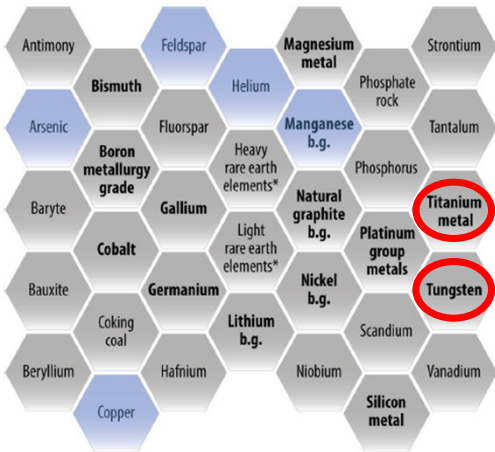 Antimony
Feldspar
Magnesium
metal
Strontium
Bismuth
Helium
Phosphate
rock
Arsenic
Fluorspar
Manganese
b.g.
Tantalum
Boron
metallurgy
grade
Heavy
rare earth
elements*
Phosphorus
Baryte
Gallium
Natural
graphite
b.g.
Titanium
metal
Cobalt
Light
rare earth
elements*
Platinum
group
metals
Bauxite
Germanium
Nickel
b.g.
Tungsten
Coking
coal
Lithium
b.g.
Scandium
Beryllium
Hafnium
Niobium
Vanadium
Copper
Silicon
metal